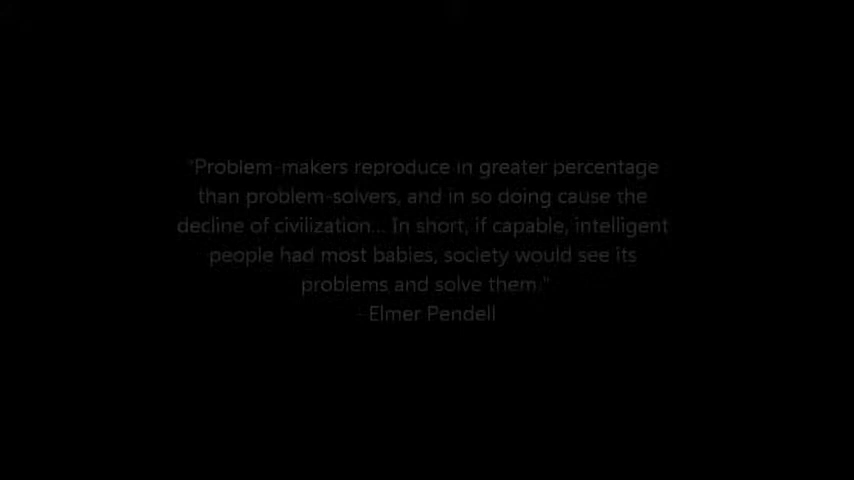 "Problem-makers reproduce in greater percentage
than problem-solvers, and in so doing cause the
decline of civilization... In short, if capable, intelligent
people had most babies, society would see its
problems and solve them."
- Elmer Pendell